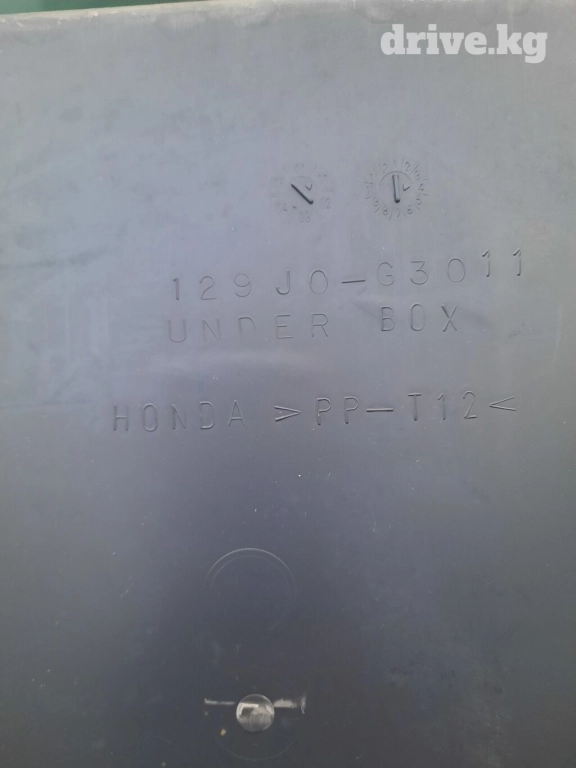 drive.kg
129J0-G3011
UNDER BOX
HONDA >PP-T12<